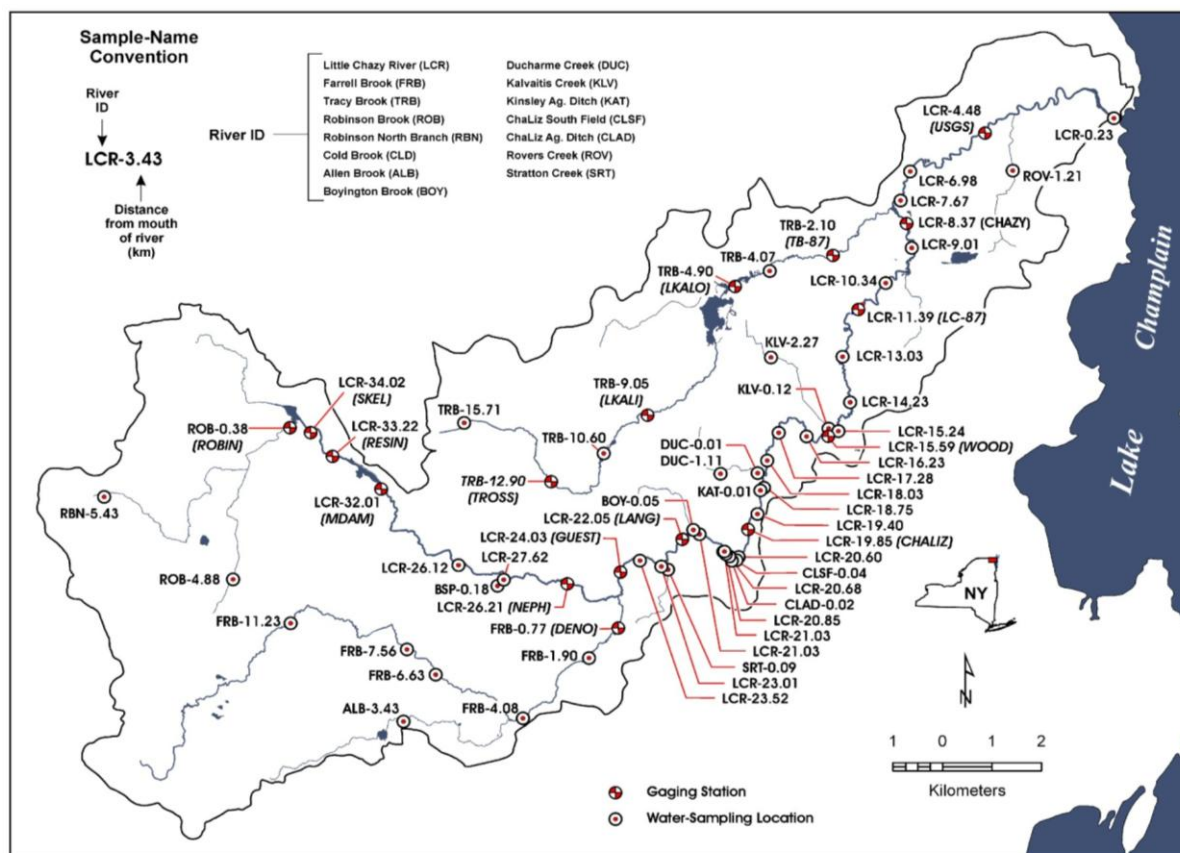 Sample-Name
Convention
River
ID
LCR-3.43
Distance
from mouth
of river
(km)
River ID
Little Chazy River (LCR)
Farrell Brook (FRB)
Tracy Brook (TRB)
Robinson Brook (ROB)
Robinson North Branch (RBN)
Cold Brook (CLD)
Allen Brook (ALB)
Boyington Brook (BOY)
Ducharme Creek (DUC)
Kalvaitis Creek (KLV)
Kinsley Ag. Ditch (KAT)
ChaLiz South Field (CLSF)
ChaLiz Ag. Ditch (CLAD)
Rovers Creek (ROV)
Stratton Creek (SRT)
LCR-4.48
(USGS)
LCR-0.23
LCR-6.98
ROV-1.21
LCR-7.67
LCR-8.37 (CHAZY)
TRB-2.10
(TB-87)
LCR-9.01
TRB-4.07
TRB-4.90
(LKALO)
LCR-10.34
LCR-11.39 (LC-87)
KLV-2.27
LCR-13.03
KLV-0.12
LCR-14.23
LCR-34.02
(SKEL)
TRB-9.05
(LKALI)
ROB-0.38
(ROBIN)
LCR-33.22
(RESIN)
TRB-15.71
TRB-10.60
LCR-15.24
LCR-15.59 (WOOD)
LCR-16.23
LCR-17.28
LCR-18.03
LCR-18.75
LCR-19.40
LCR-19.85 (CHALIZ)
LCR-20.60
CLSF-0.04
LCR-20.68
CLAD-0.02
LCR-20.85
LCR-21.03
LCR-21.03
SRT-0.09
LCR-23.01
LCR-23.52
DUC-0.01
DUC-1.11
KAT-0.01
TRB-12.90
(TROSS)
BOY-0.05
LCR-22.05 (LANG)
LCR-24.03 (GUEST)
LCR-32.01
(MDAM)
RBN-5.43
LCR-27.62
LCR-26.12
BSP-0.18
LCR-26.21 (NEPH)
ROB-4.88
FRB-11.23
FRB-0.77 (DENO)
FRB-7.56
FRB-1.90
FRB-6.63
ALB-3.43
FRB-4.08
Lake Champlain
NY
N
1 0 1 2
Kilometers
Gaging Station
Water-Sampling Location